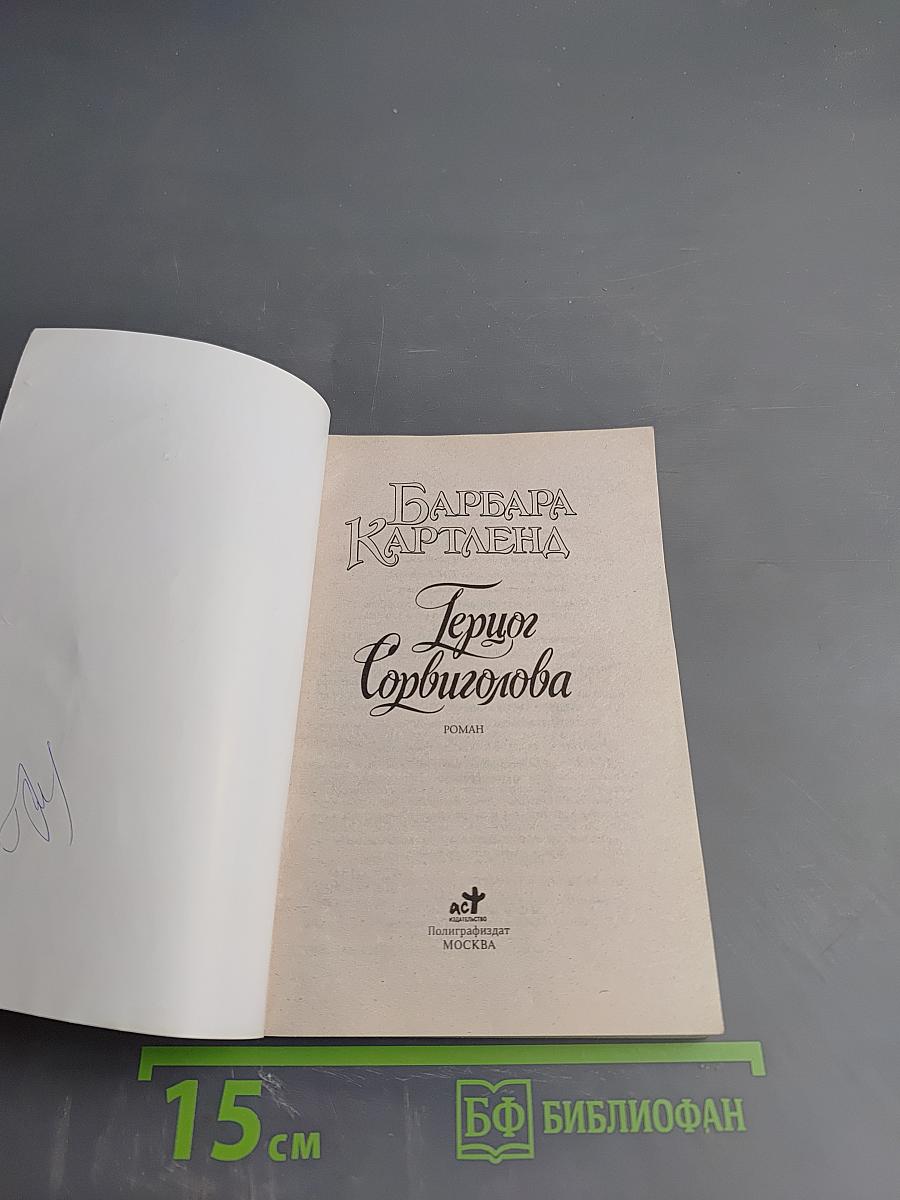 БАРБАРА
КАРТЛЕНД
Герцог
Сорвиголова
РОМАН
аст
ИЗДАТЕЛЬСТВО
Полиграфиздат
МОСКВА
15 см
БФ БИБЛИОФАН